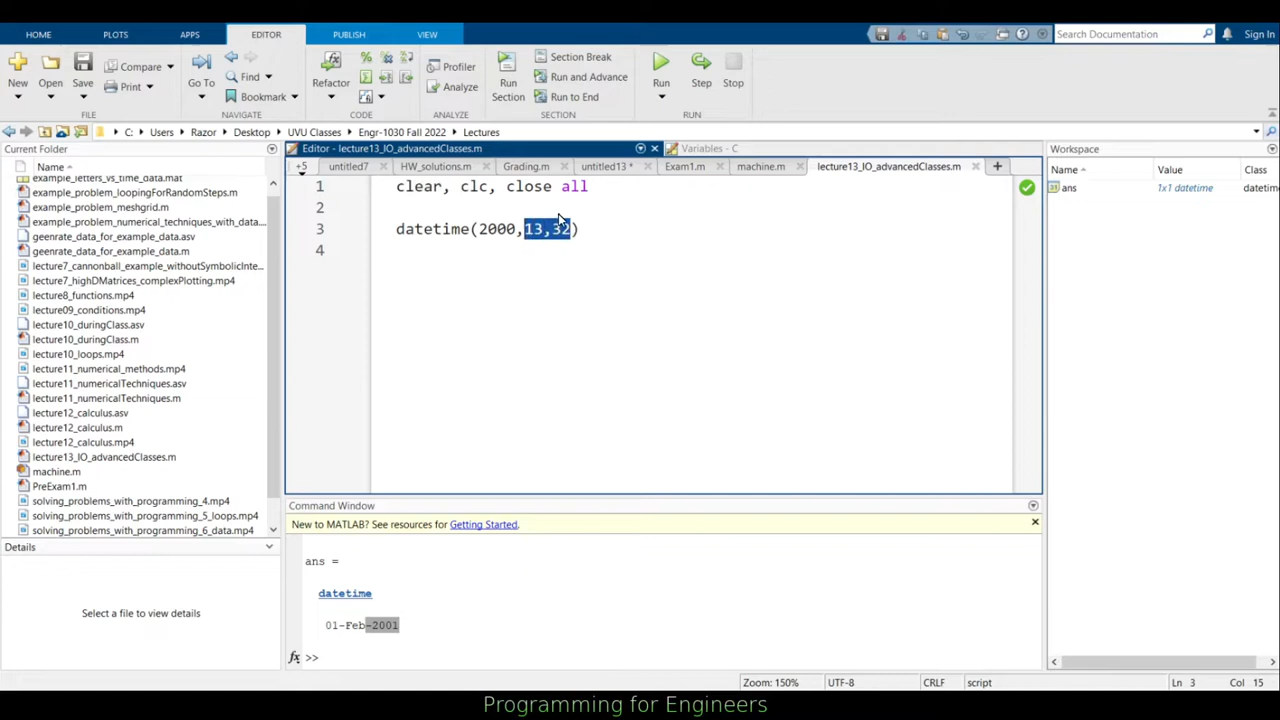 HOME PLOTS APPS EDITOR PUBLISH VIEW Search Documentation Sign In
New Open Save Compare Print Go To Find Bookmark Refactor Profiler Analyze Run Section Section Break Run and Advance Run to End Run Step Stop
FILE NAVIGATE CODE ANALYZE SECTION RUN
C: Users Razor Desktop UVU Classes Engr-1030 Fall 2022 Lectures
Current Folder
Name
example_letters_vs_time_data.mat
example_problem_loopingForRandomSteps.m
example_problem_meshgrid.m
example_problem_numerical_techniques_with_data...
geenrate_data_for_example_data.asv
geenrate_data_for_example_data.m
lecture7_cannonball_example_withoutSymbolicInte...
lecture7_highDMatrices_complexPlotting.mp4
lecture8_functions.mp4
lecture09_conditions.mp4
lecture10_duringClass.asv
lecture10_duringClass.m
lecture10_loops.mp4
lecture11_numerical_methods.mp4
lecture11_numericalTechniques.asv
lecture11_numericalTechniques.m
lecture12_calculus.asv
lecture12_calculus.m
lecture12_calculus.mp4
lecture13_IO_advancedClasses.m
machine.m
PreExam1.m
solving_problems_with_programming_4.mp4
solving_problems_with_programming_5_loops.mp4
solving_problems_with_programming_6_data.mp4
Details
Select a file to view details
Editor - lecture13_IO_advancedClasses.m
Variables - C
+5 untitled7 HW_solutions.m Grading.m untitled13 * Exam1.m machine.m lecture13_IO_advancedClasses.m
1 clear, clc, close all
2
3 datetime(2000,13,32)
4
Command Window
New to MATLAB? See resources for Getting Started.
ans =
datetime
01-Feb-2001
fx >>
Workspace
Name Value Class
ans 1x1 datetime datetim
Zoom: 150% UTF-8 CRLF script Ln 3 Col 15
Programming for Engineers